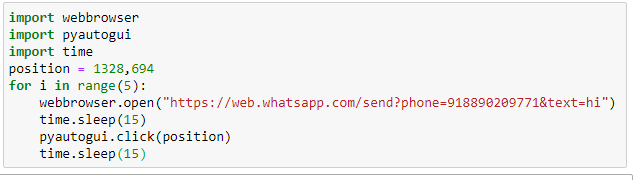 import webbrowser
import pyautogui
import time
position = 1328,694
for i in range(5):
    webbrowser.open("https://web.whatsapp.com/send?phone=918890209771&text=hi")
    time.sleep(15)
    pyautogui.click(position)
    time.sleep(15)